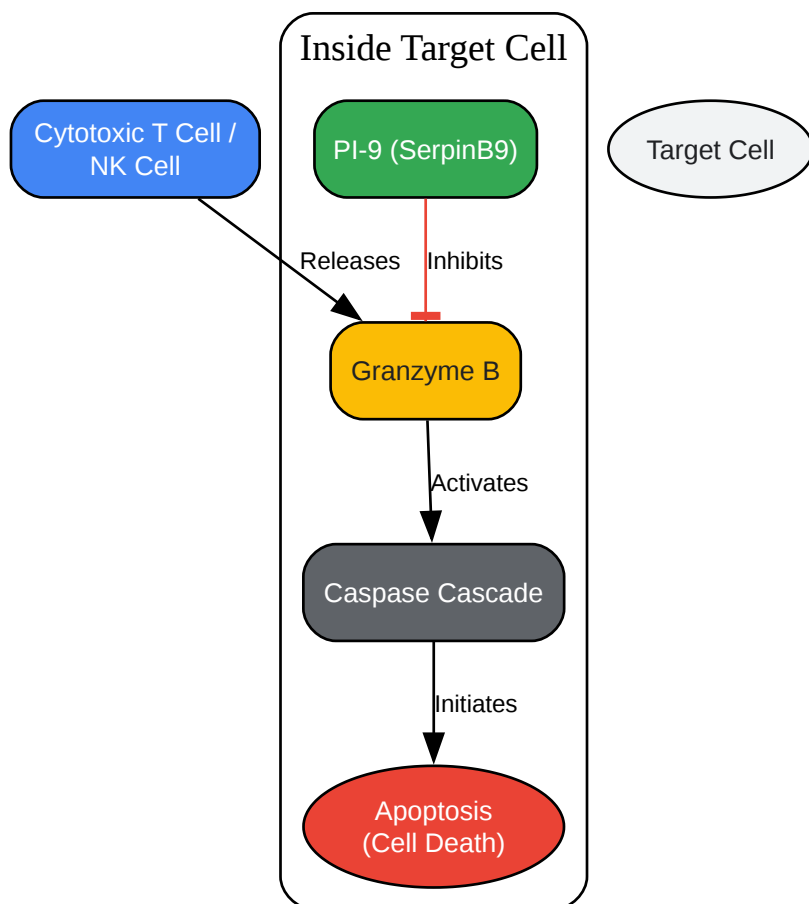 Inside Target Cell
Cytotoxic T Cell /
NK Cell
PI-9 (SerpinB9)
Target Cell
Releases
Inhibits
Granzyme B
Activates
Caspase Cascade
Initiates
Apoptosis
(Cell Death)